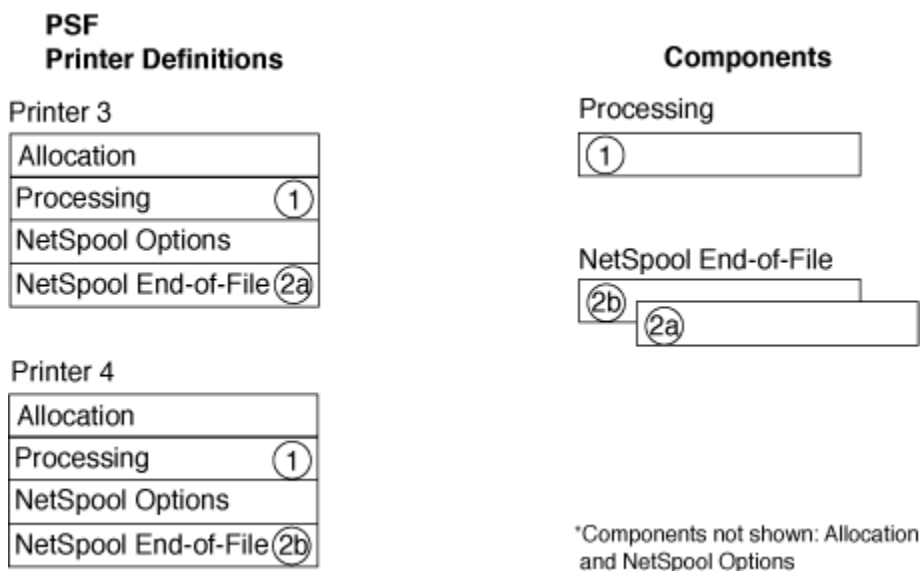 PSF
Printer Definitions
Printer 3
Allocation
Processing 1
NetSpool Options
NetSpool End-of-File 2a
Printer 4
Allocation
Processing 1
NetSpool Options
NetSpool End-of-File 2b
Components
Processing
1
NetSpool End-of-File
2b
2a
*Components not shown: Allocation
and NetSpool Options